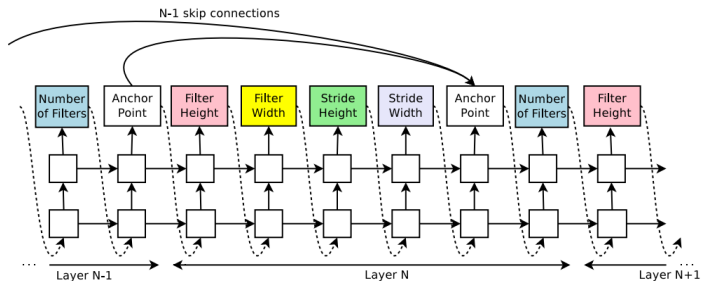 N-1 skip connections
Number
of Filters
Anchor
Point
Filter
Height
Filter
Width
Stride
Height
Stride
Width
Anchor
Point
Number
of Filters
Filter
Height
...
Layer N-1
Layer N
Layer N+1
...